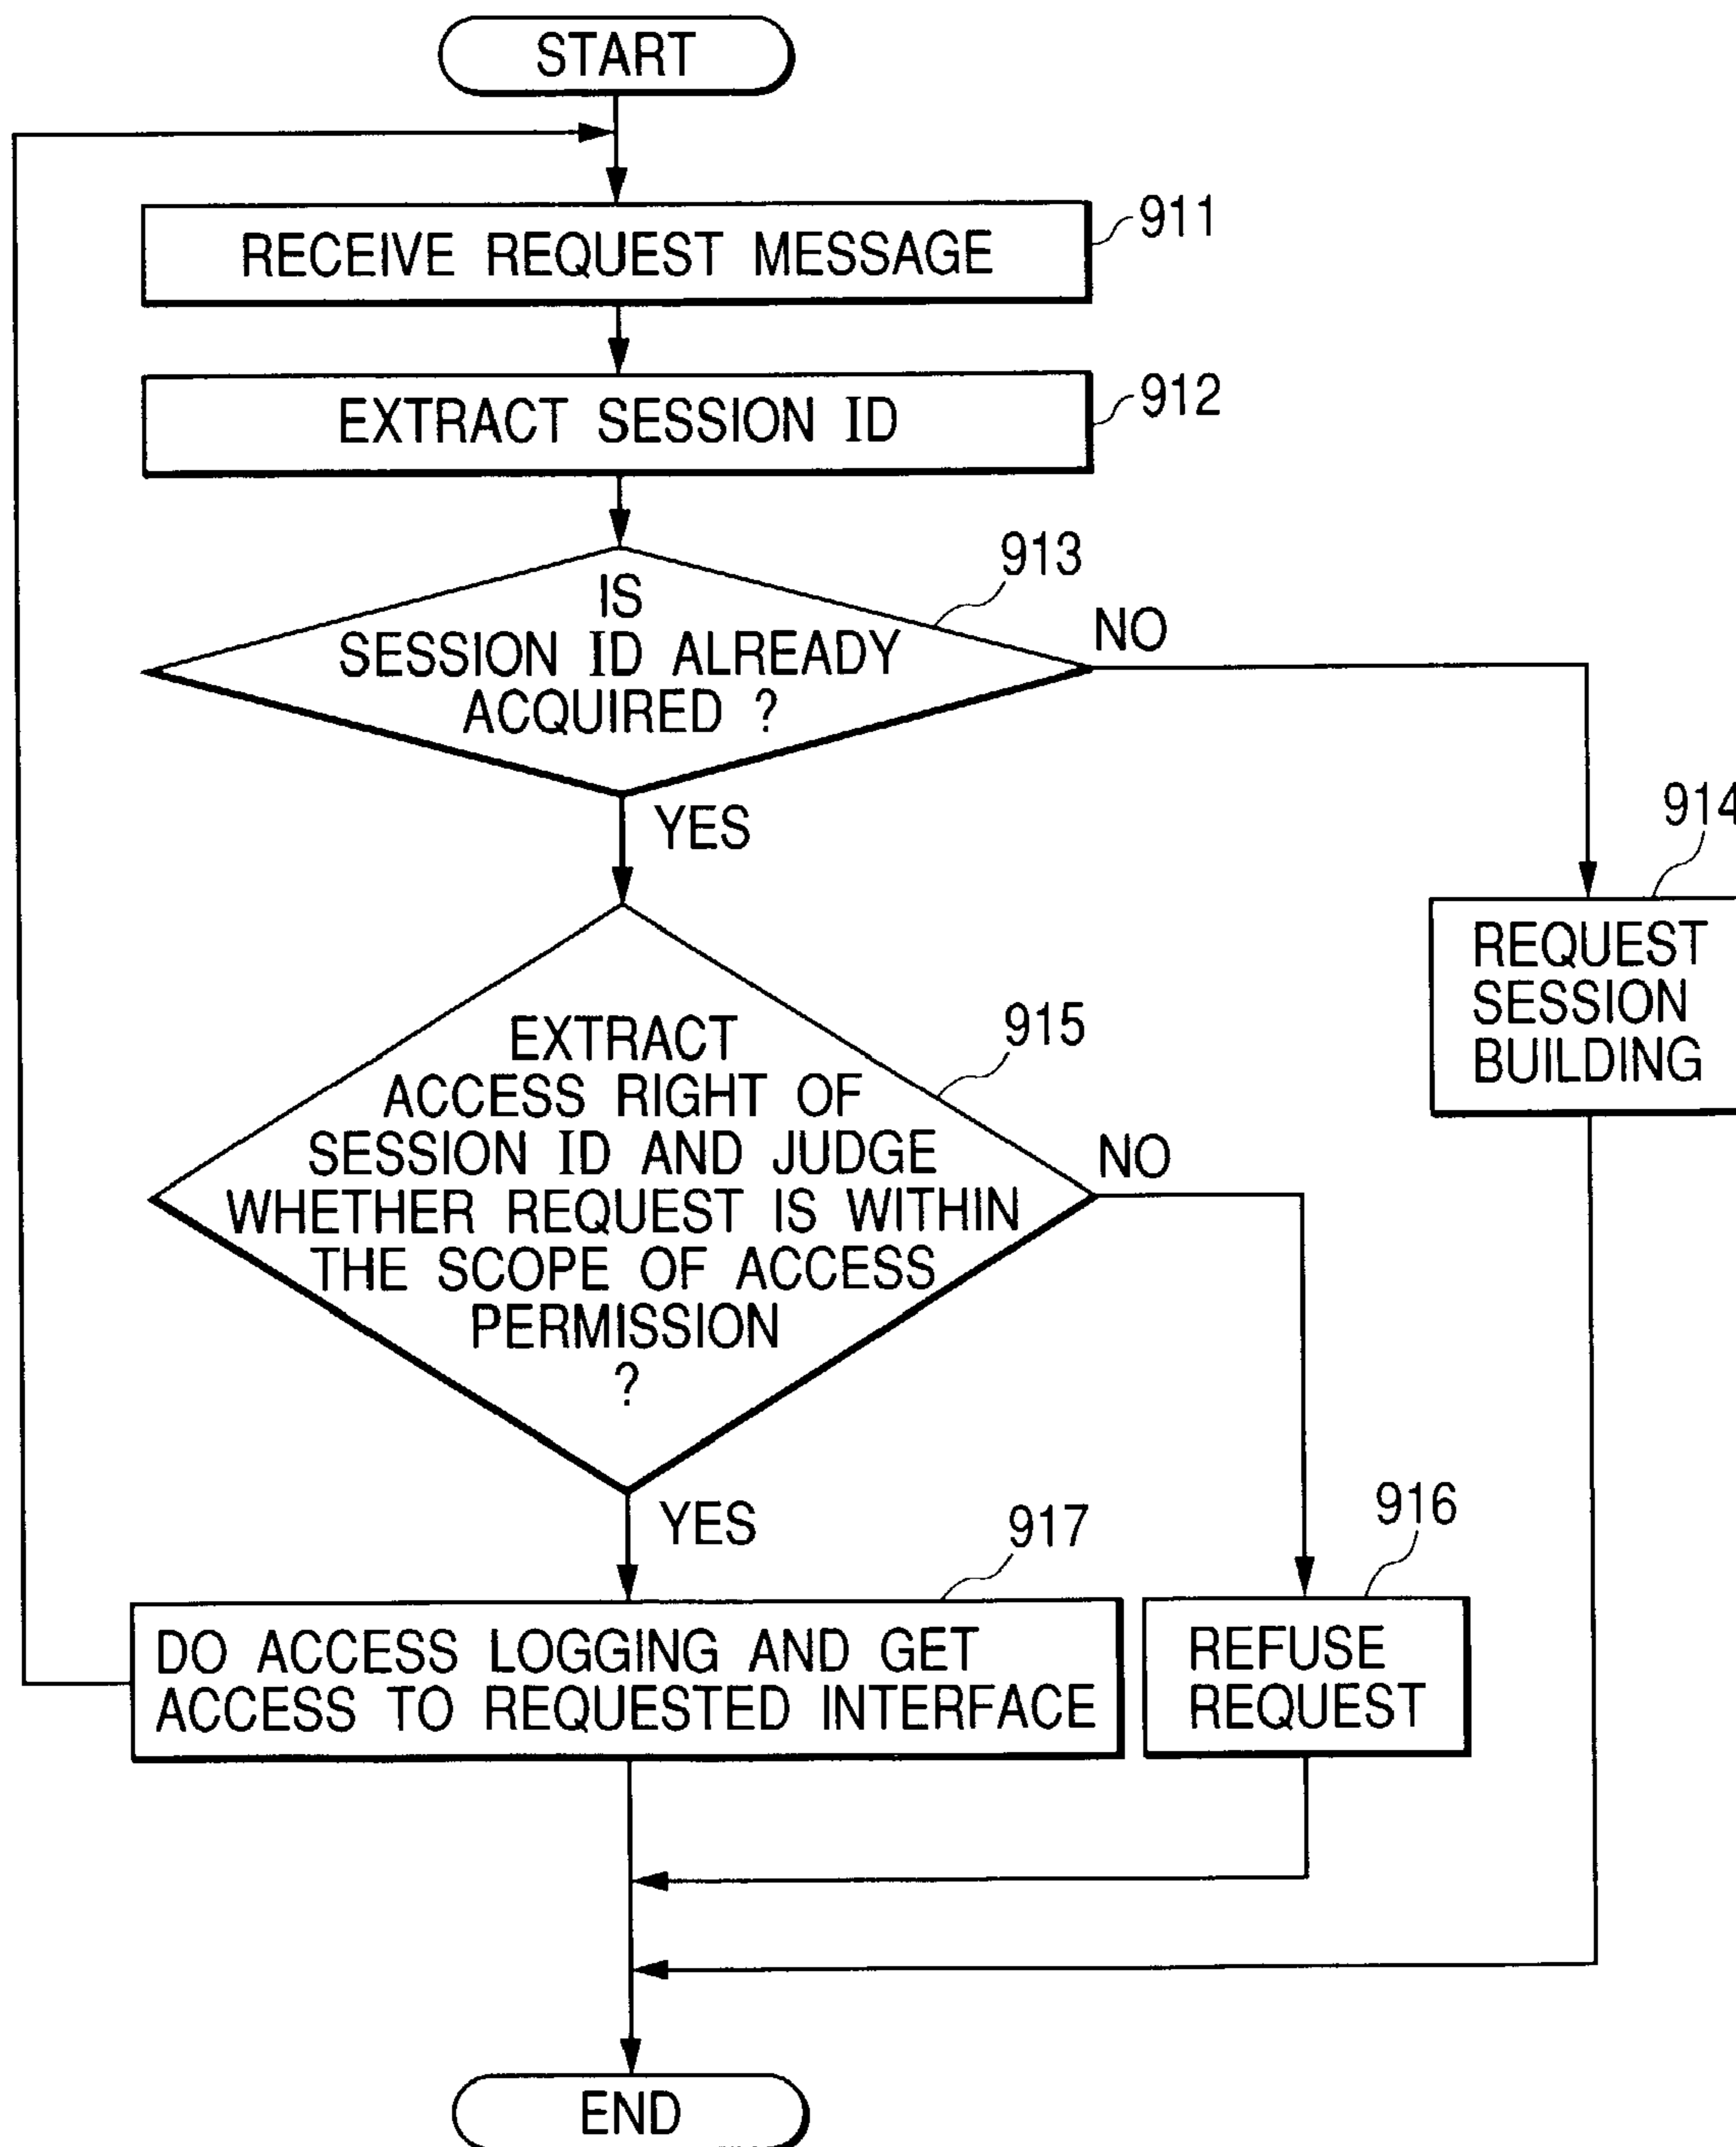 START
RECEIVE REQUEST MESSAGE
911
EXTRACT SESSION ID
912
IS
SESSION ID ALREADY
ACQUIRED ?
913
NO
YES
914
REQUEST
SESSION
BUILDING
EXTRACT
ACCESS RIGHT OF
SESSION ID AND JUDGE
WHETHER REQUEST IS WITHIN
THE SCOPE OF ACCESS
PERMISSION
?
915
NO
YES
917
DO ACCESS LOGGING AND GET
ACCESS TO REQUESTED INTERFACE
916
REFUSE
REQUEST
END